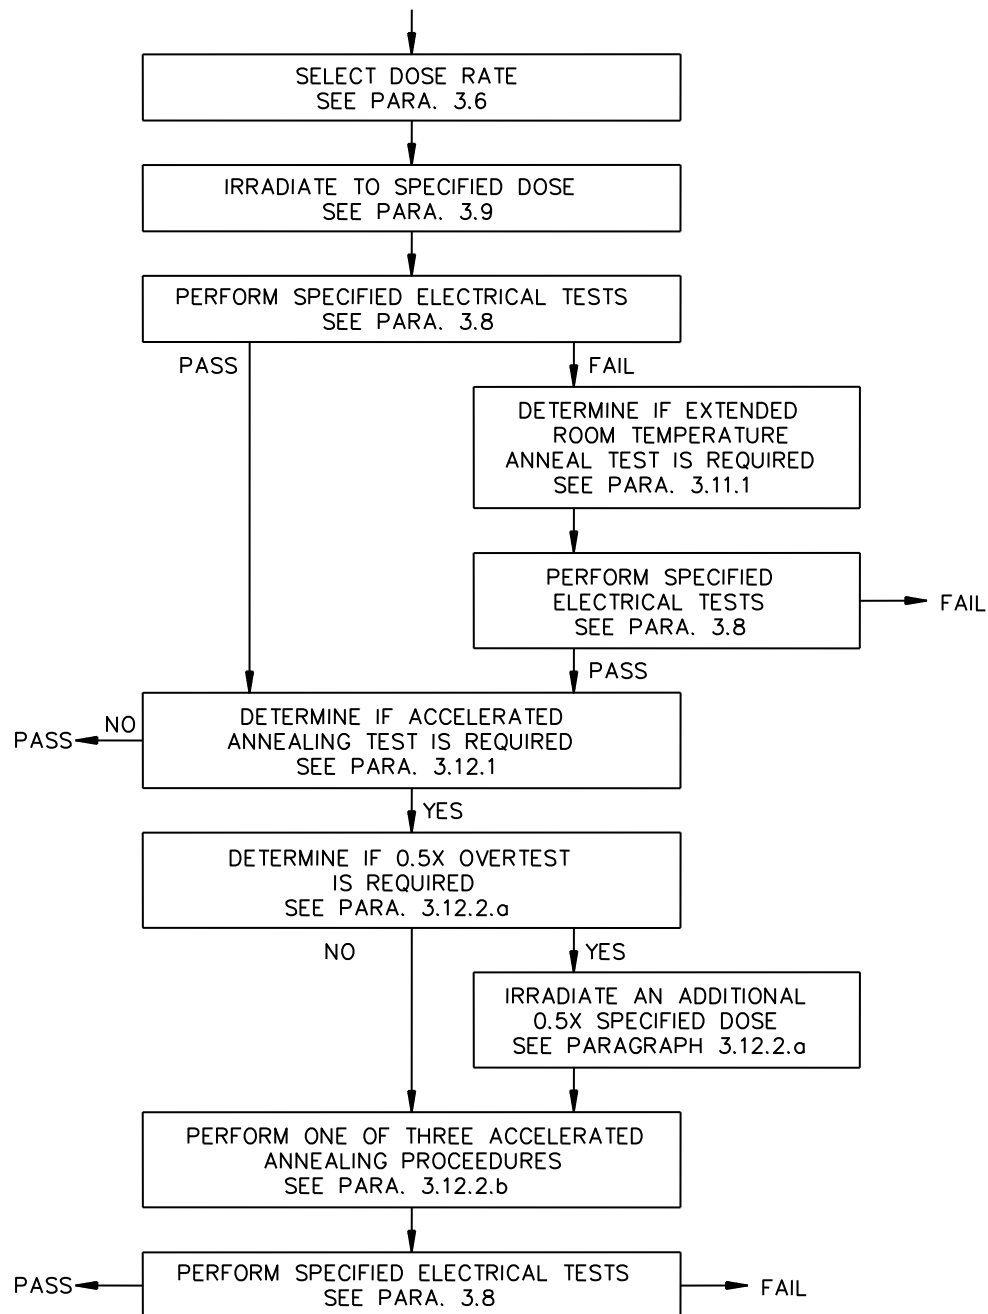 SELECT DOSE RATE
SEE PARA. 3.6
IRRADIATE TO SPECIFIED DOSE
SEE PARA. 3.9
PERFORM SPECIFIED ELECTRICAL TESTS
SEE PARA. 3.8
PASS
FAIL
DETERMINE IF EXTENDED
ROOM TEMPERATURE
ANNEAL TEST IS REQUIRED
SEE PARA. 3.11.1
PERFORM SPECIFIED
ELECTRICAL TESTS
SEE PARA. 3.8
FAIL
PASS
DETERMINE IF ACCELERATED
ANNEALING TEST IS REQUIRED
SEE PARA. 3.12.1
NO
PASS
YES
DETERMINE IF 0.5X OVERTEST
IS REQUIRED
SEE PARA. 3.12.2.a
NO
YES
IRRADIATE AN ADDITIONAL
0.5X SPECIFIED DOSE
SEE PARAGRAPH 3.12.2.a
PERFORM ONE OF THREE ACCELERATED
ANNEALING PROCEEDURES
SEE PARA. 3.12.2.b
PERFORM SPECIFIED ELECTRICAL TESTS
SEE PARA. 3.8
PASS
FAIL